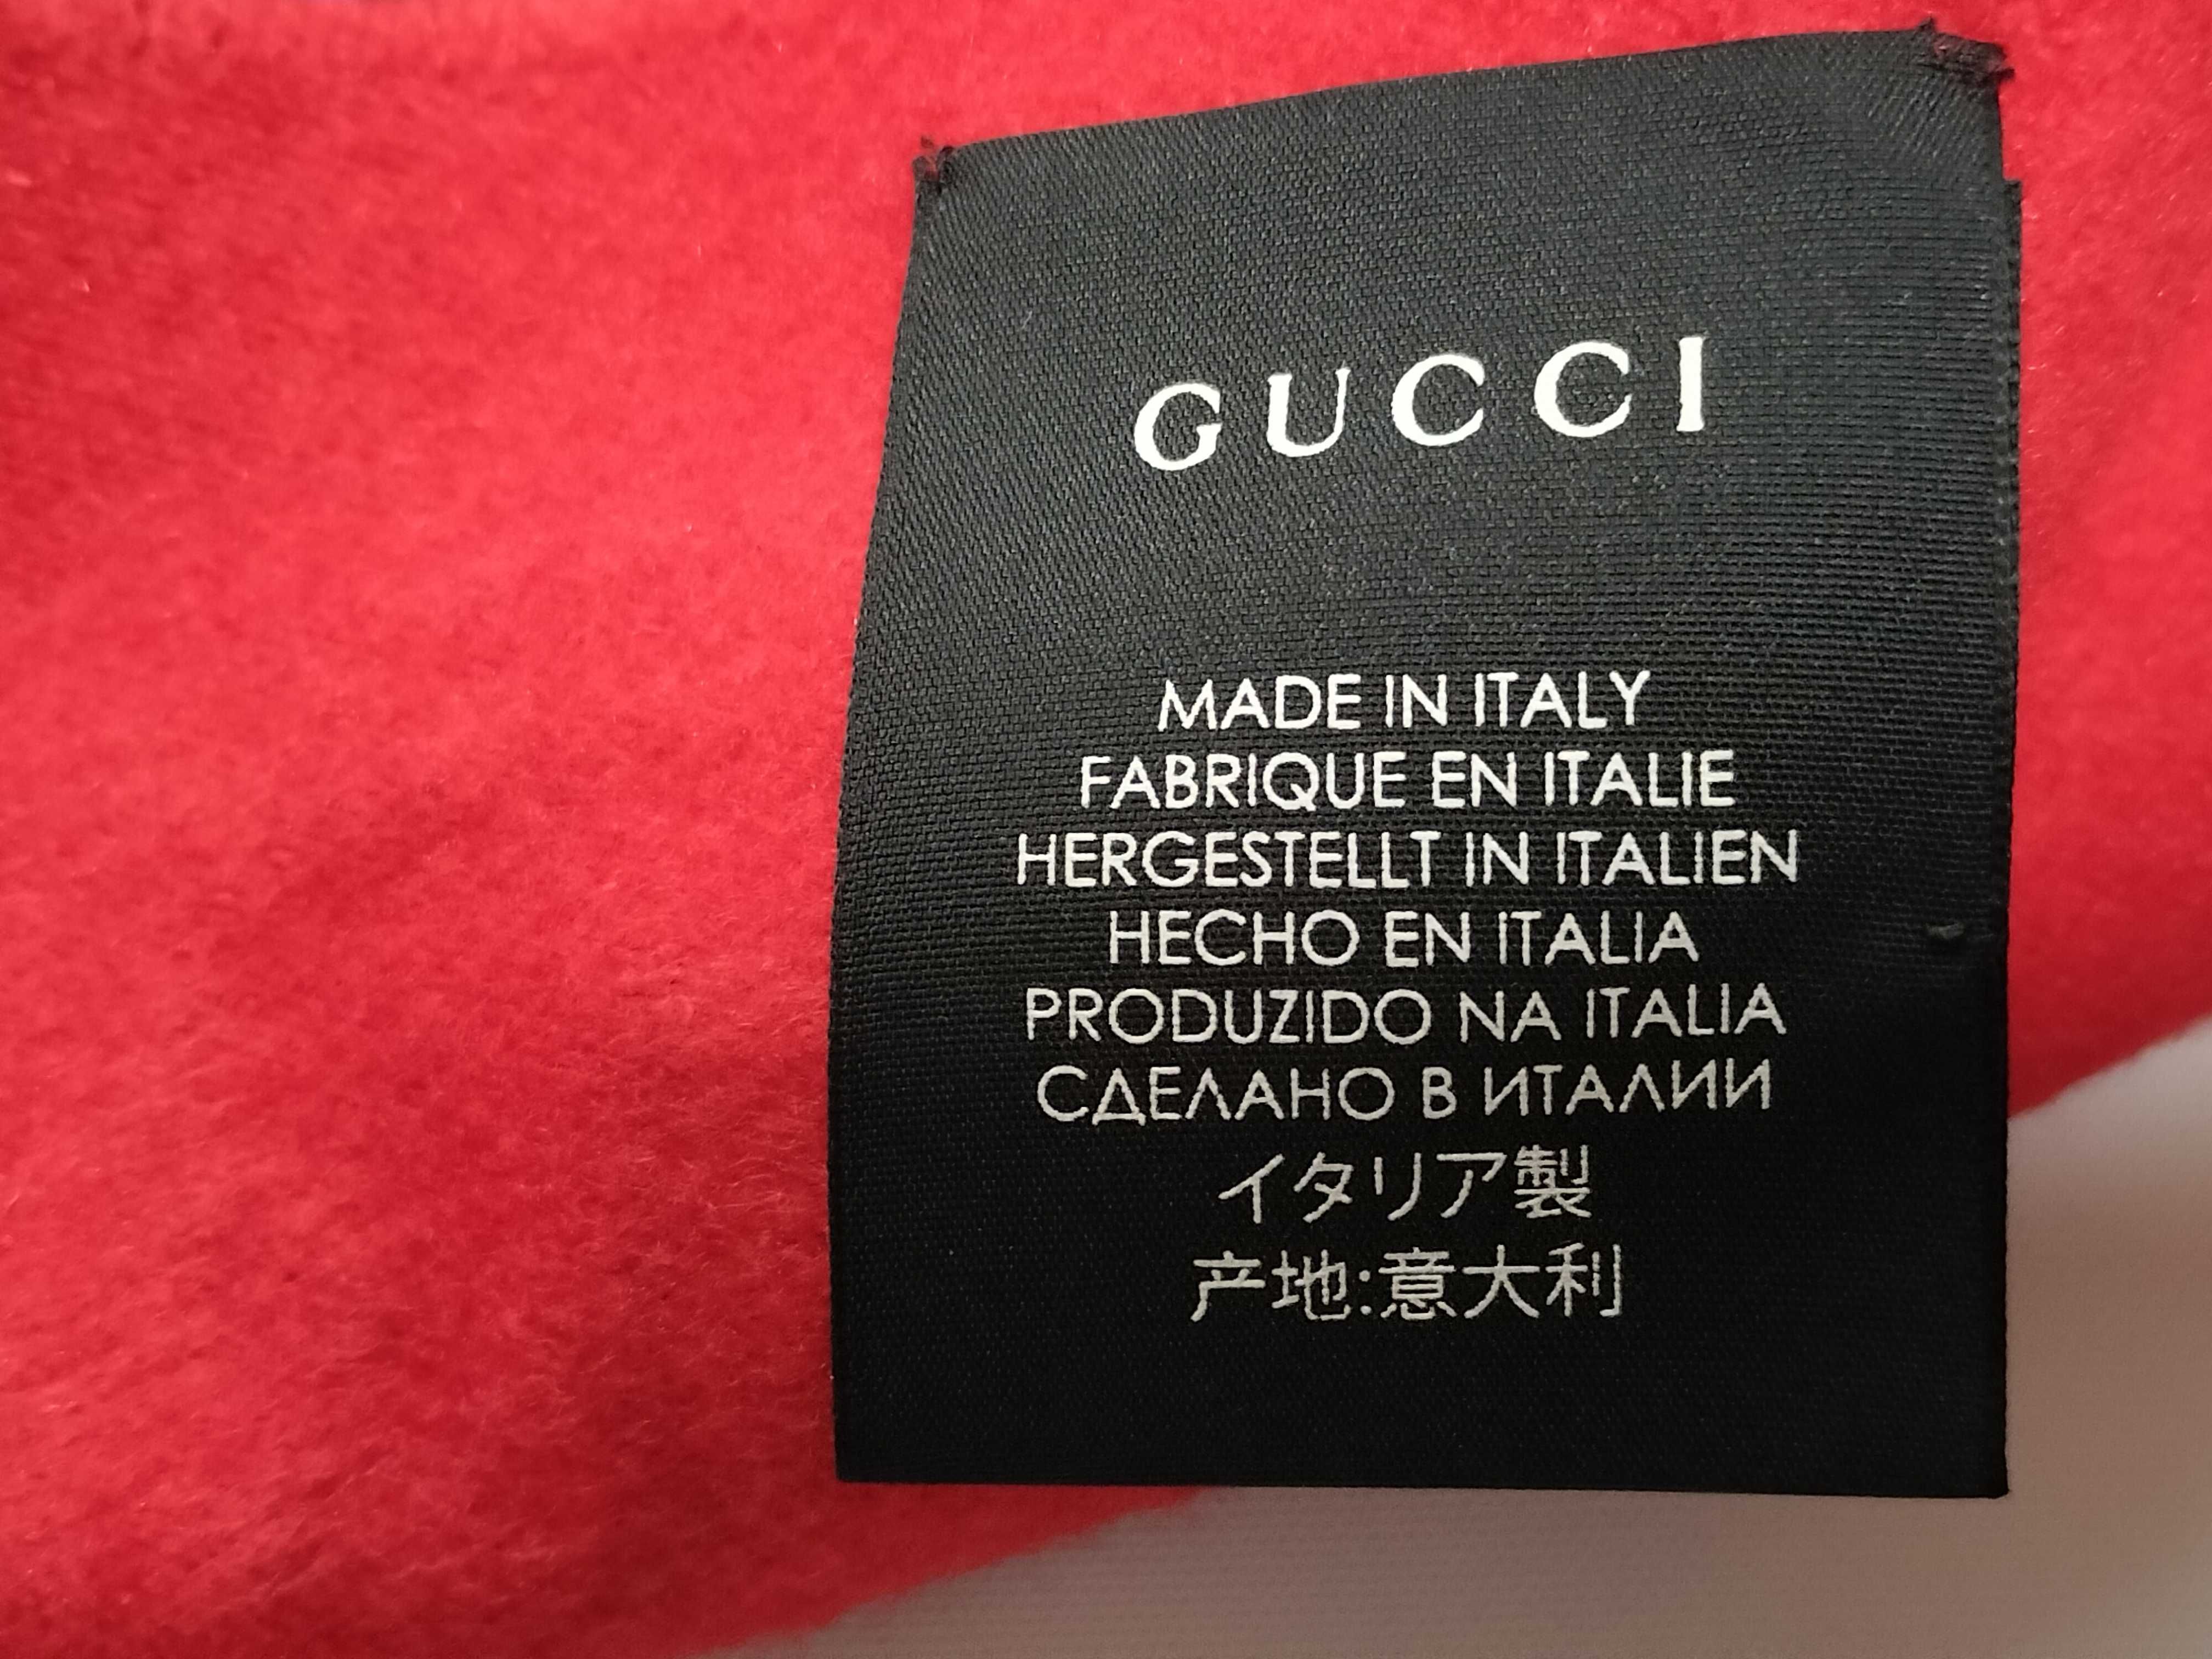 GUCCI
MADE IN ITALY
FABRIQUE EN ITALIE
HERGESTELLT IN ITALIEN
HECHO EN ITALIA
PRODUZIDO NA ITALIA
СДЕЛАНО В ИТАЛИИ
イタリア製
产地:意大利